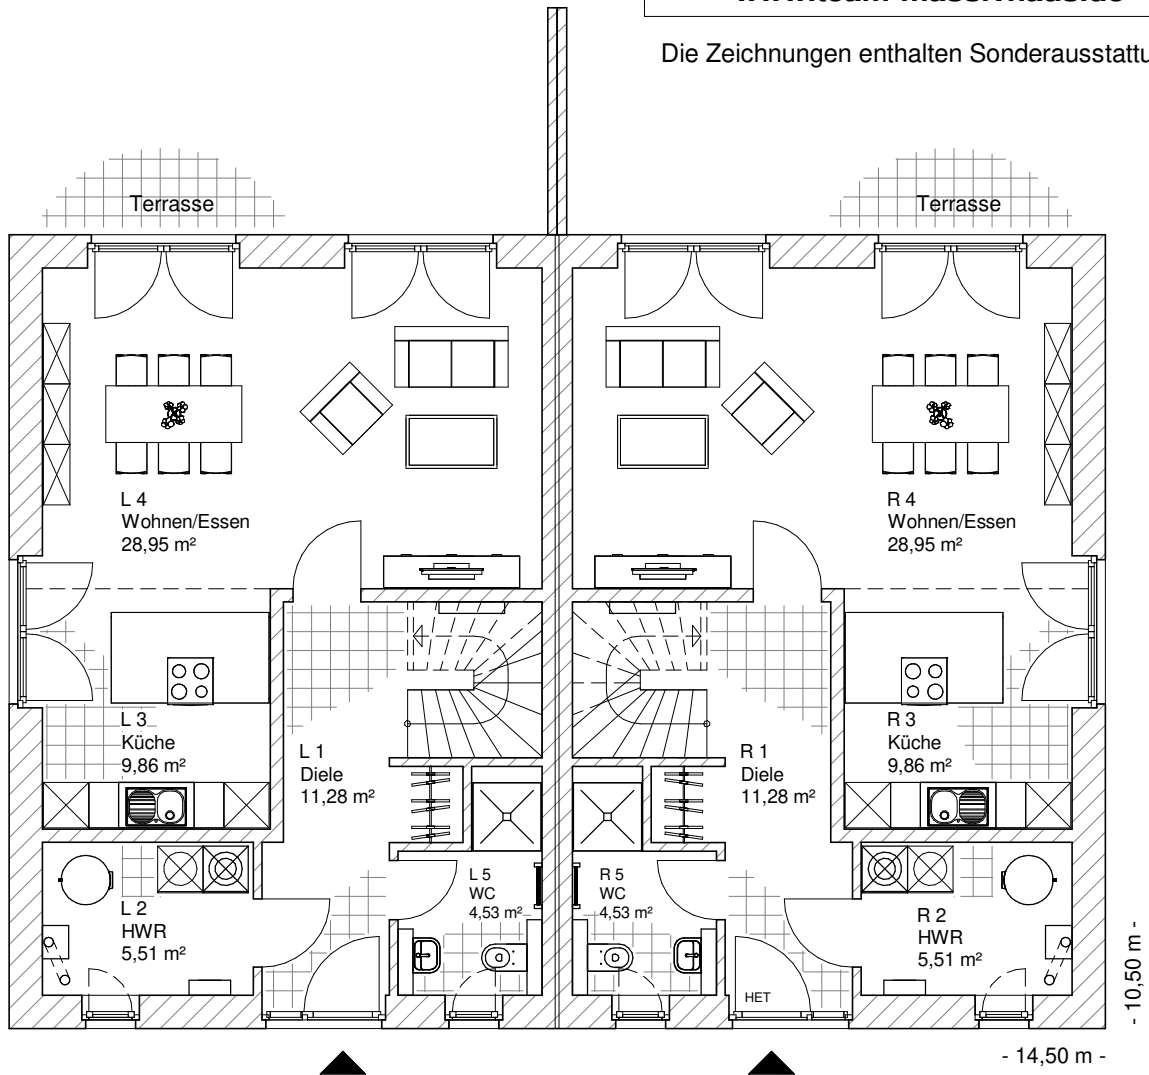 Die Zeichnungen enthalten
Terrasse
Terrasse
L 4
Wohnen/Essen
28,95 m²
R 4
Wohnen/Essen
28,95 m²
L 3
Küche
9,86 m²
L 1
Diele
11,28 m²
R 1
Diele
11,28 m²
R 3
Küche
9,86 m²
L 2
HWR
5,51 m²
L 5
WC
4,53 m²
R 5
WC
4,53 m²
R 2
HWR
5,51 m²
HET
- 10,50 m -
- 14,50 m -